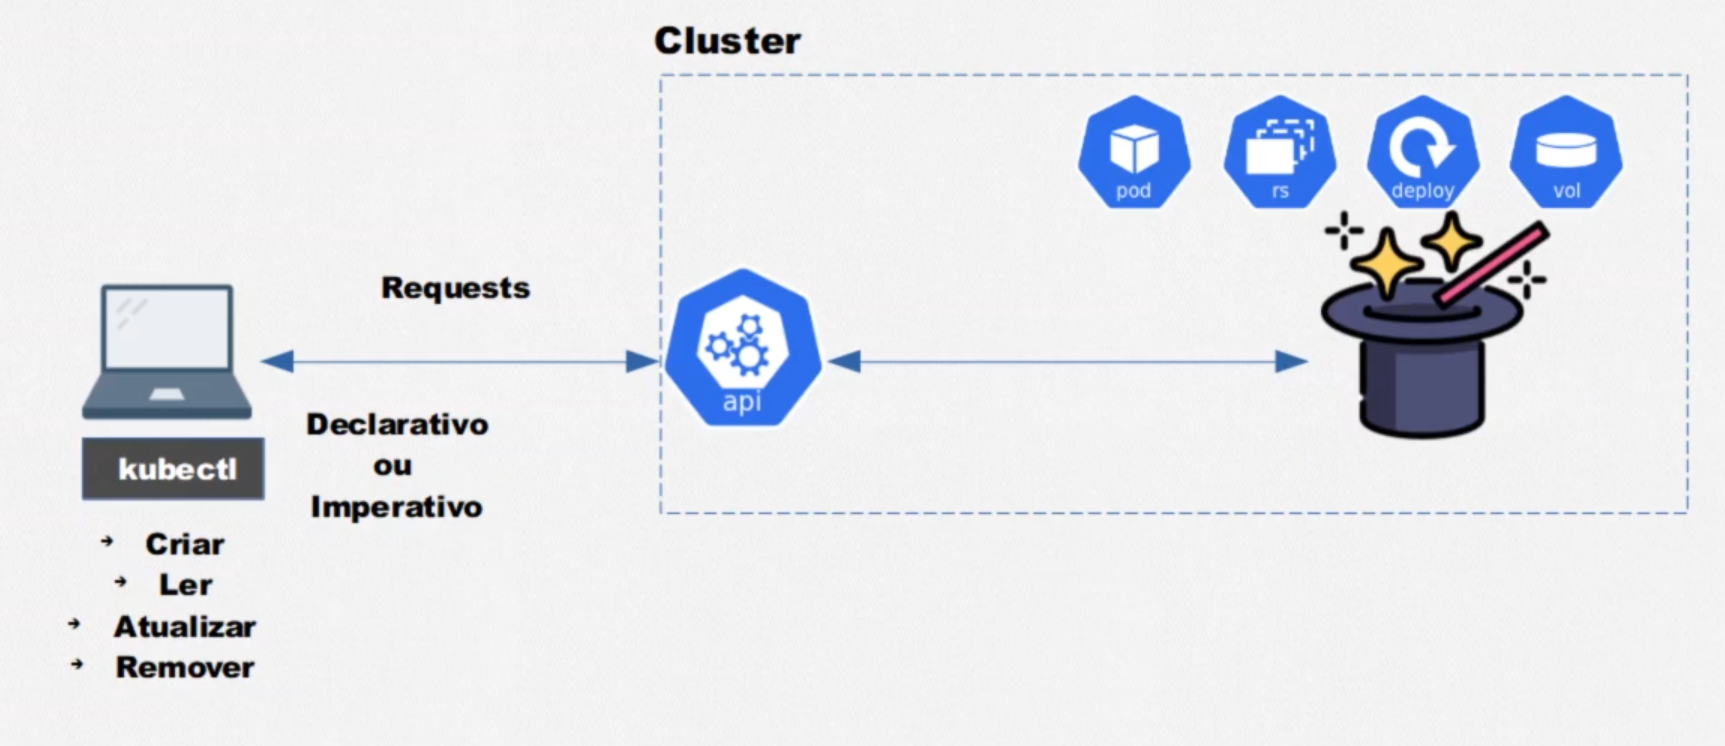 Cluster
pod
rs
deploy
vol
Requests
api
Declarativo
ou
Imperativo
kubectl
Criar
Ler
Atualizar
Remover